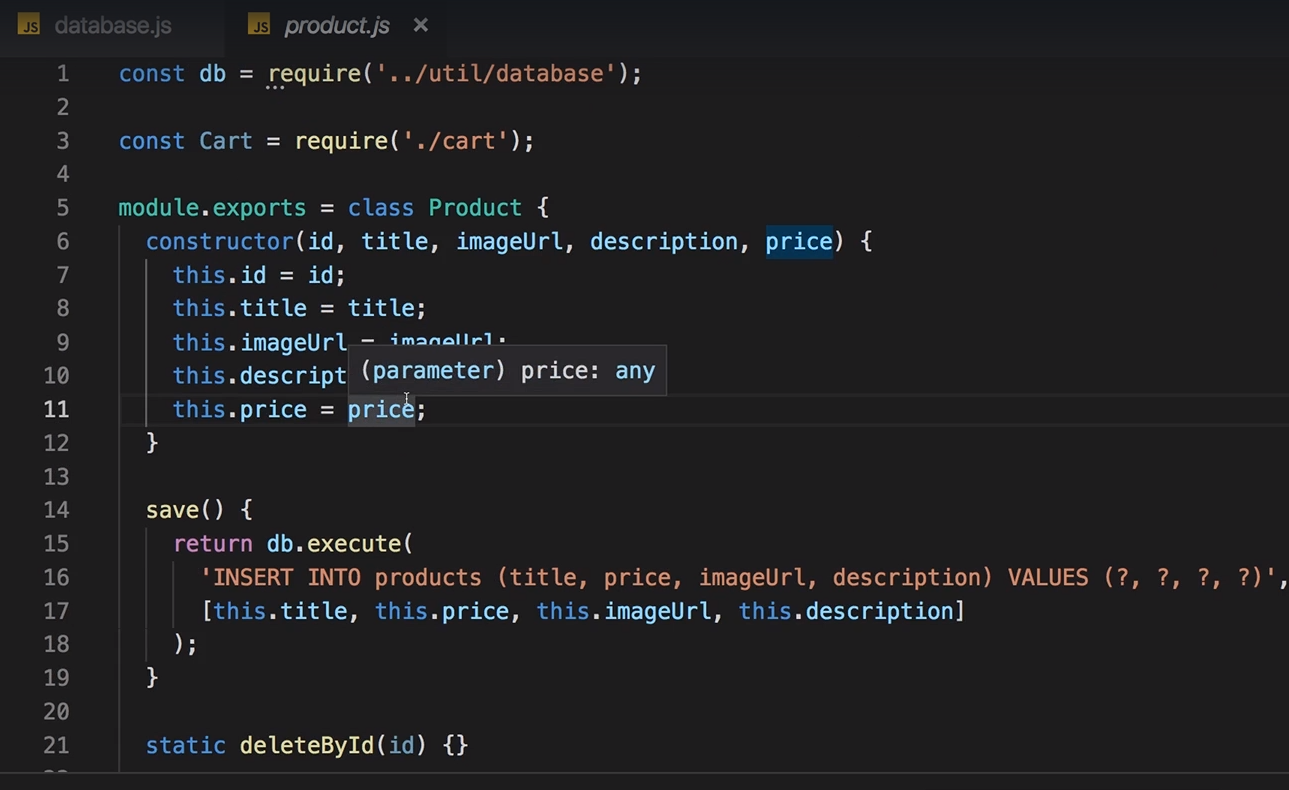 JS database.js JS product.js ×
1 const db = require('../util/database');
2
3 const Cart = require('./cart');
4
5 module.exports = class Product {
6 constructor(id, title, imageUrl, description, price) {
7 this.id = id;
8 this.title = title;
9 this.imageUrl = imageUrl;
(parameter) price: any
10 this.descript
11 this.price = price;
12 }
13
14 save() {
15 return db.execute(
16 'INSERT INTO products (title, price, imageUrl, description) VALUES (?, ?, ?, ?)',
17 [this.title, this.price, this.imageUrl, this.description]
18 );
19 }
20
21 static deleteById(id) {}